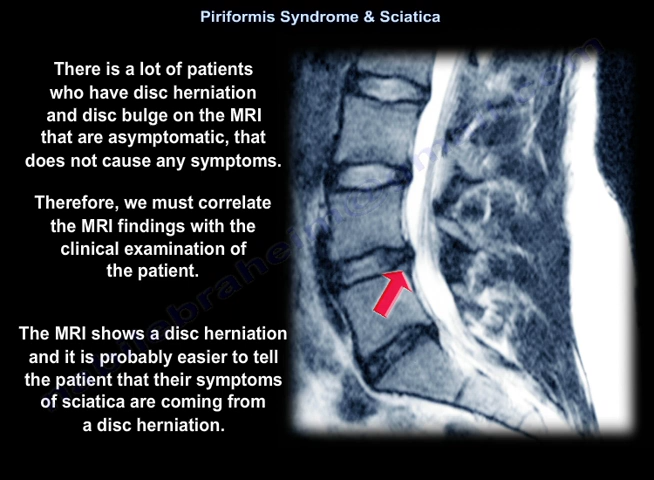 Piriformis Syndrome & Sciatica
There is a lot of patients
who have disc herniation
and disc bulge on the MRI
that are asymptomatic, that
does not cause any symptoms.
Therefore, we must correlate
the MRI findings with the
clinical examination of
the patient.
The MRI shows a disc herniation
and it is probably easier to tell
the patient that their symptoms
of sciatica are coming from
a disc herniation.